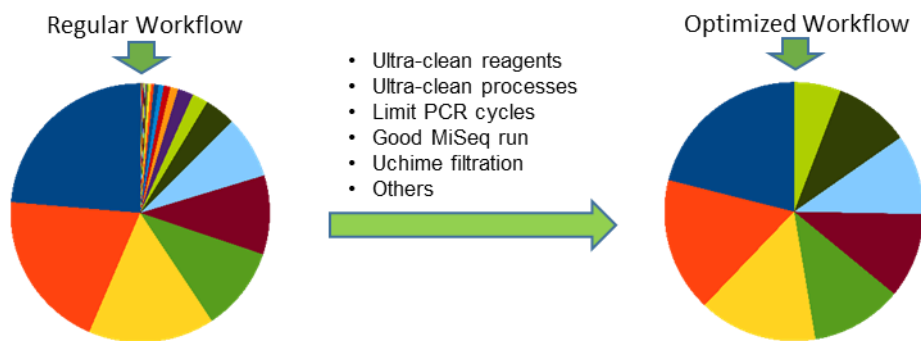 Regular Workflow
Optimized Workflow
• Ultra-clean reagents
• Ultra-clean processes
• Limit PCR cycles
• Good MiSeq run
• Uchime filtration
• Others